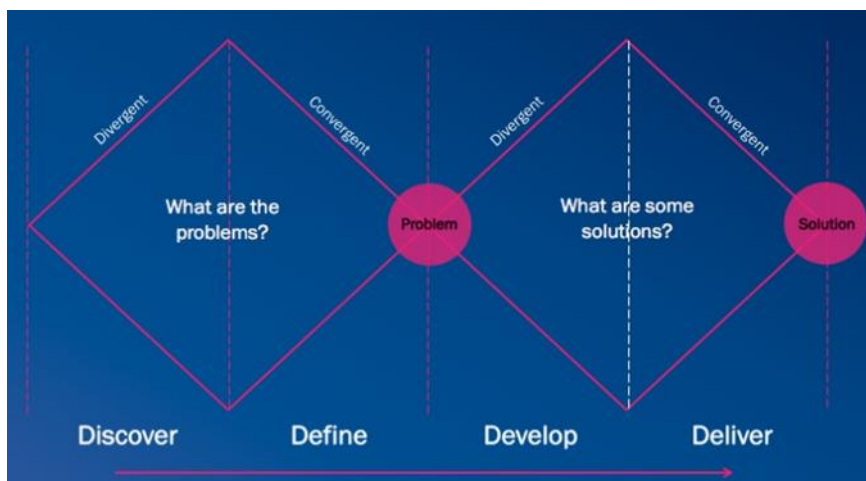 Divergent
Convergent
Divergent
Convergent
What are the
problems?
Problem
What are some
solutions?
Solution
Discover
Define
Develop
Deliver